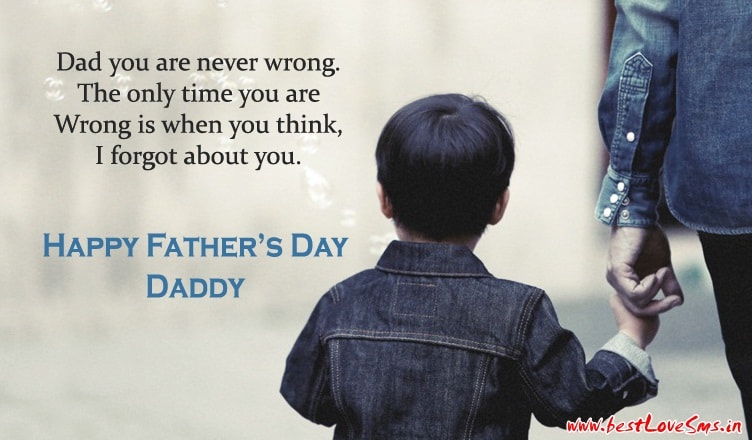 Dad you are never wrong.
The only time you are
Wrong is when you think,
I forgot about you.
Happy Father's Day
Daddy
www.bestLoveSms.in